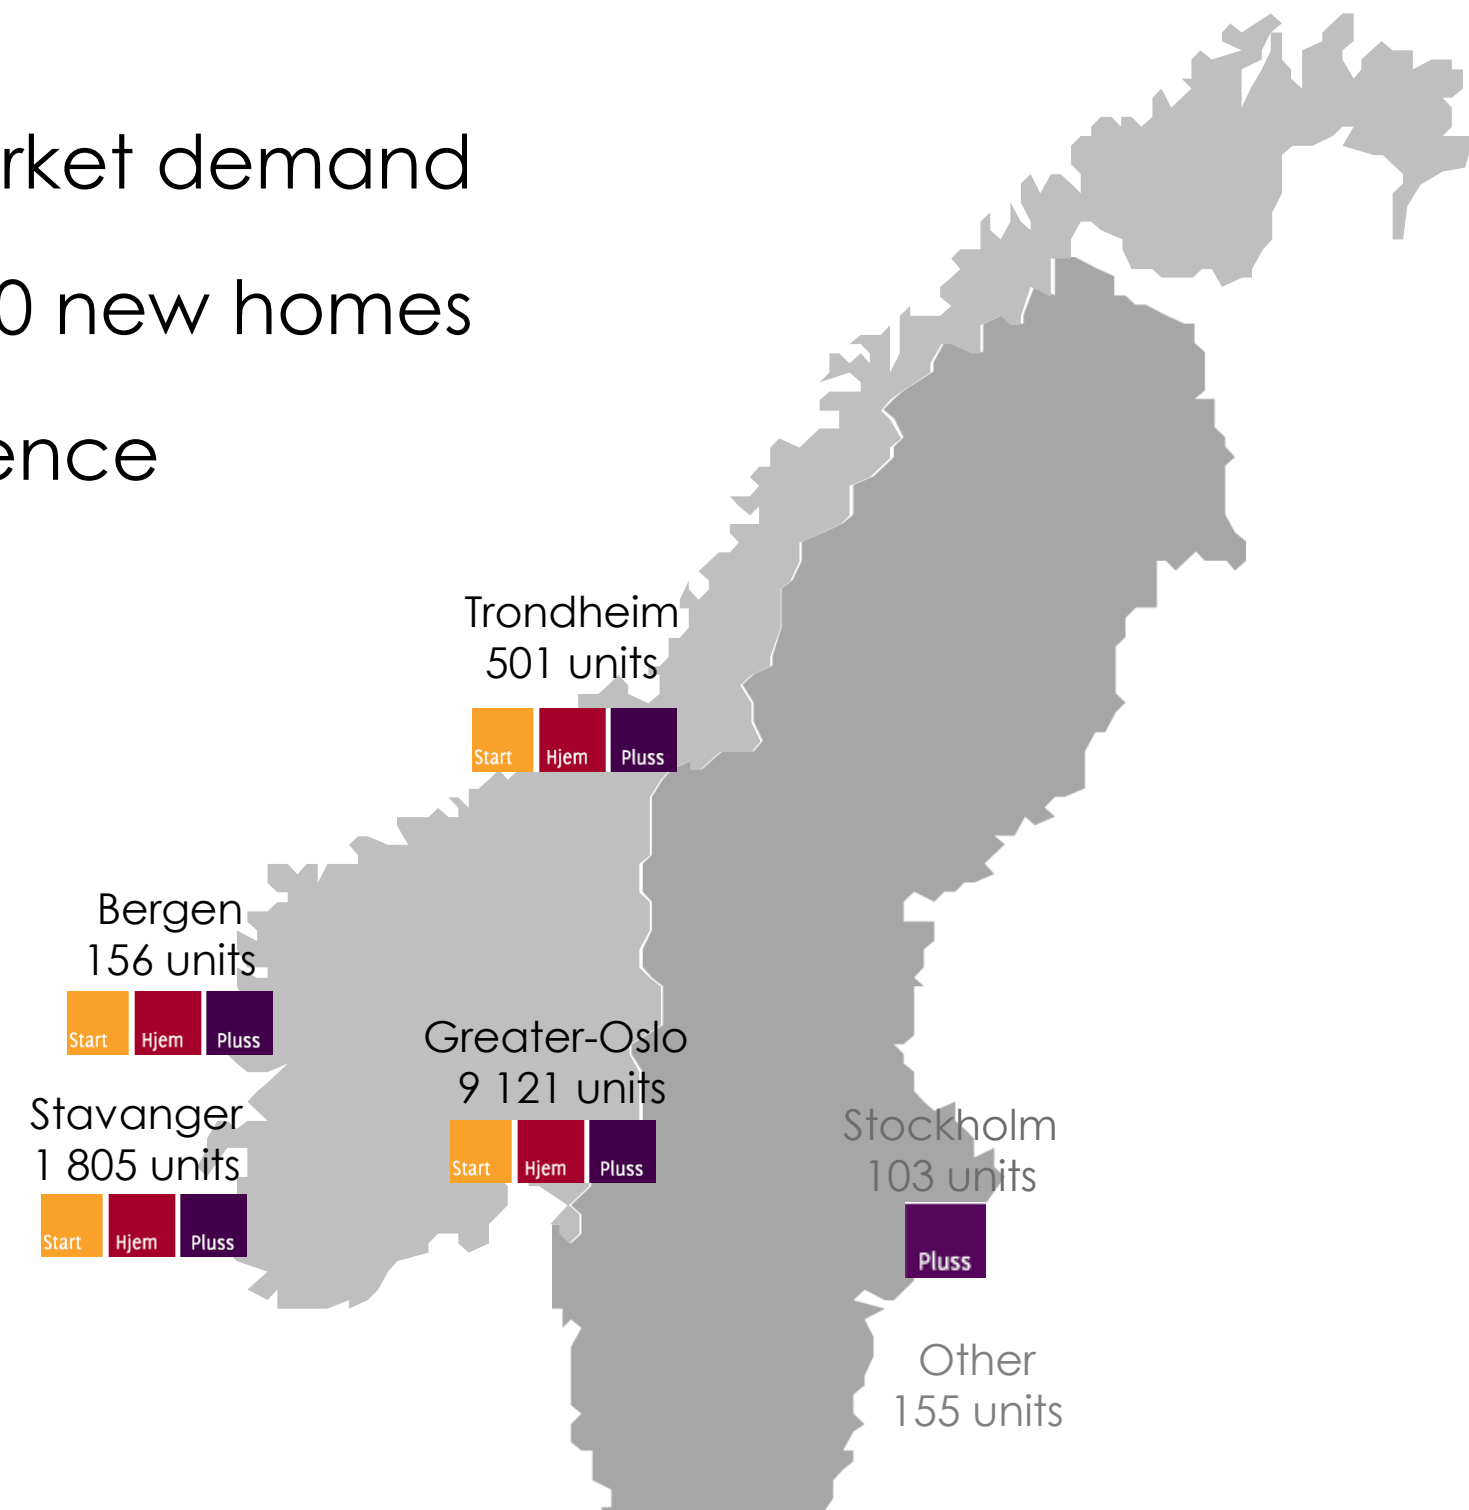 rket demand
0 new homes
ence
Trondheim
501 units
Start Hjem Pluss
Bergen
156 units
Start Hjem Pluss
Greater-Oslo
9 121 units
Start Hjem Pluss
Stavanger
1 805 units
Start Hjem Pluss
Stockholm
103 units
Pluss
Other
155 units